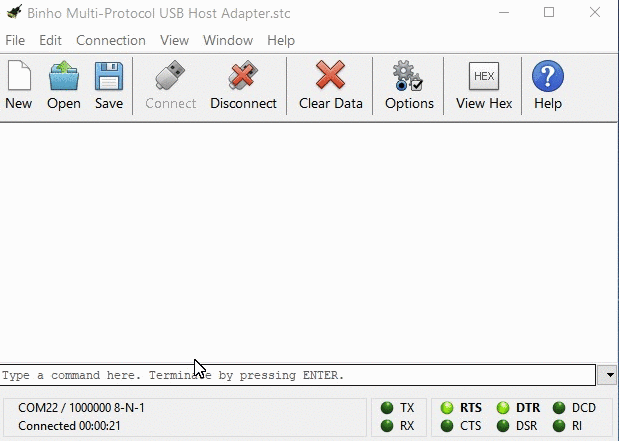 Binho Multi-Protocol USB Host Adapter.stc
File Edit Connection View Window Help
HEX
New Open Save Connect Disconnect Clear Data Options View Hex Help
Type a command here. Terminate by pressing ENTER.
COM22 / 1000000 8-N-1 TX RTS DTR DCD
Connected 00:00:21 RX CTS DSR RI